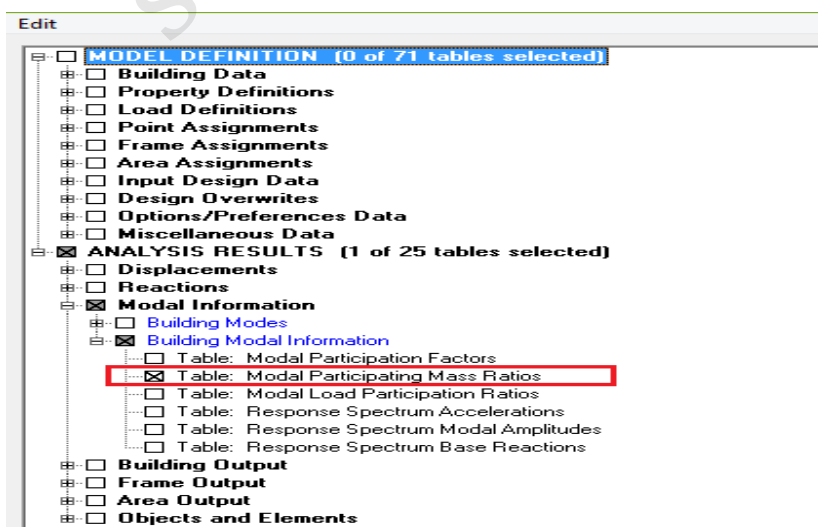 Edit
MODEL DEFINITION (0 of 71 tables selected)
Building Data
Property Definitions
Load Definitions
Point Assignments
Frame Assignments
Area Assignments
Input Design Data
Design Overwrites
Options/Preferences Data
Miscellaneous Data
ANALYSIS RESULTS (1 of 25 tables selected)
Displacements
Reactions
Modal Information
Building Modes
Building Modal Information
Table: Modal Participation Factors
Table: Modal Participating Mass Ratios
Table: Modal Load Participation Ratios
Table: Response Spectrum Accelerations
Table: Response Spectrum Modal Amplitudes
Table: Response Spectrum Base Reactions
Building Output
Frame Output
Area Output
Objects and Elements